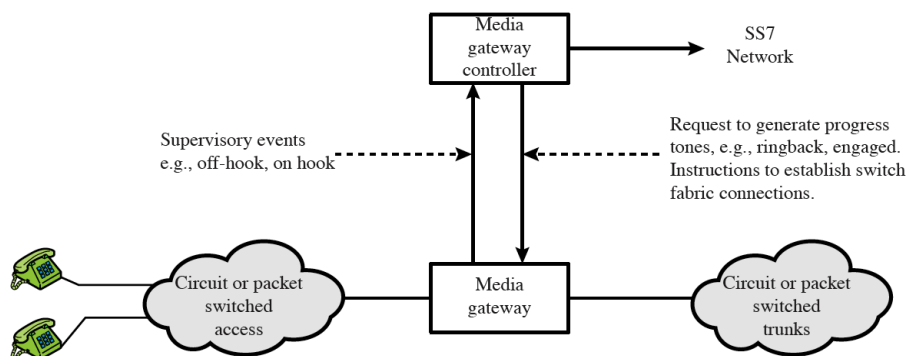 Media
gateway
controller
SS7
Network
Supervisory events
e.g., off-hook, on hook
Request to generate progress
tones, e.g., ringback, engaged.
Instructions to establish switch
fabric connections.
Circuit or packet
switched
access
Media
gateway
Circuit or packet
switched
trunks